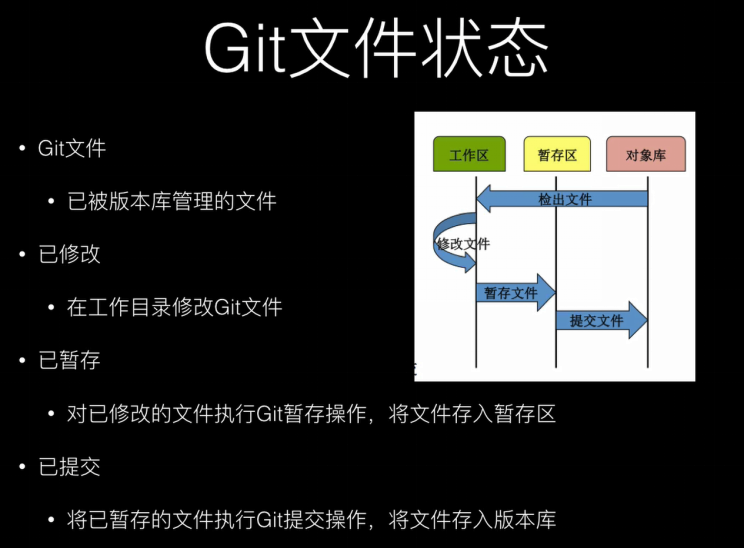 Git文件状态
• Git文件
• 已被版本库管理的文件
• 已修改
• 在工作目录修改Git文件
• 已暂存
• 对已修改的文件执行Git暂存操作，将文件存入暂存区
• 已提交
• 将已暂存的文件执行Git提交操作，将文件存入版本库
工作区
暂存区
对象库
检出文件
修改文件
暂存文件
提交文件